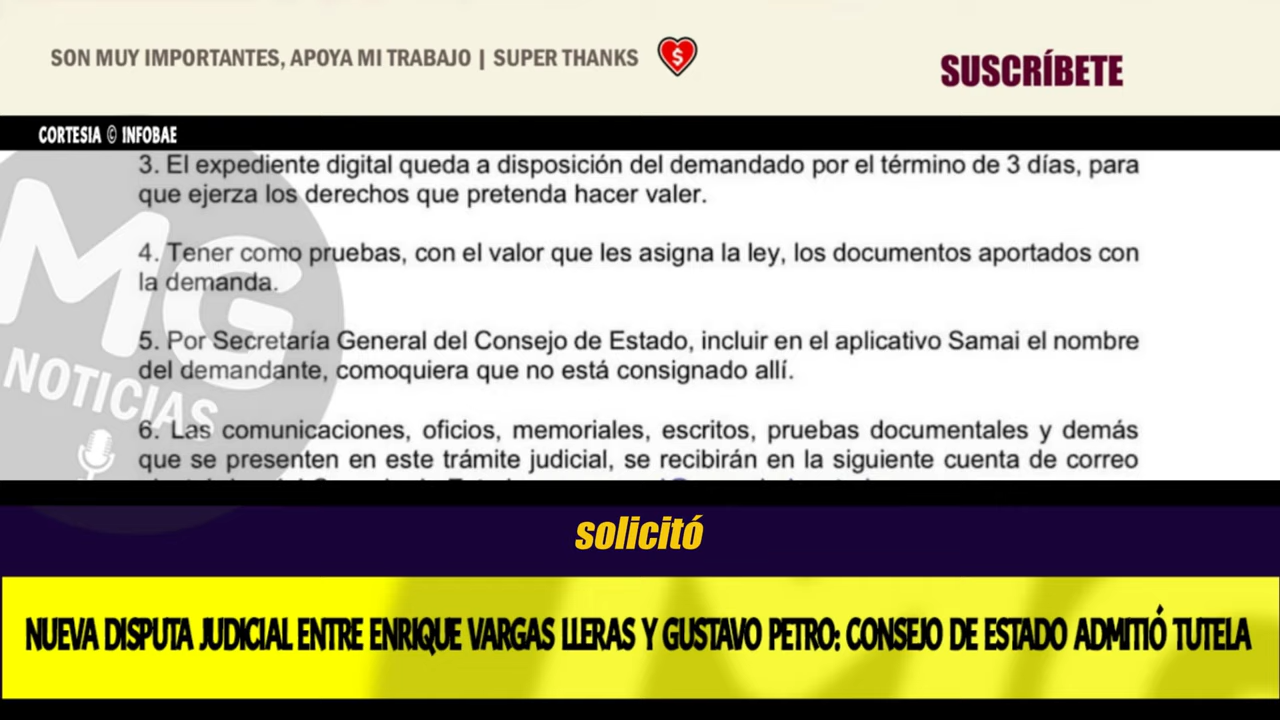 SON MUY IMPORTANTES, APOYA MI TRABAJO | SUPER THANKS
SUSCRÍBETE
CORTESIA © INFOBAE
3. El expediente digital queda a disposición del demandado por el término de 3 días, para
que ejerza los derechos que pretenda hacer valer.
4. Tener como pruebas, con el valor que les asigna la ley, los documentos aportados con
la demanda.
5. Por Secretaría General del Consejo de Estado, incluir en el aplicativo Samai el nombre
del demandante, comoquiera que no está consignado allí.
6. Las comunicaciones, oficios, memoriales, escritos, pruebas documentales y demás
que se presenten en este trámite judicial, se recibirán en la siguiente cuenta de correo
MG
NOTICIAS
solicitó
NUEVA DISPUTA JUDICIAL ENTRE ENRIQUE VARGAS LLERAS Y GUSTAVO PETRO: CONSEJO DE ESTADO ADMITIÓ TUTELA